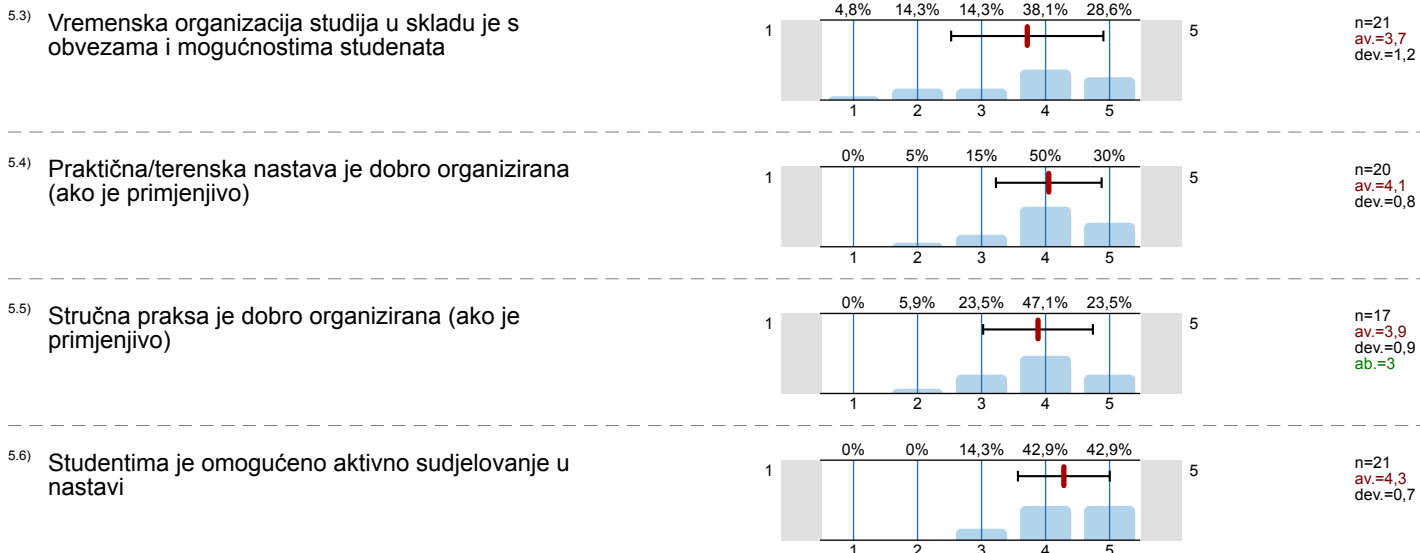 5.3) Vremenska organizacija studija u skladu je s
obvezama i mogućnostima studenata
4,8% 14,3% 14,3% 38,1% 28,6%
1 5
1 2 3 4 5
n=21
av.=3,7
dev.=1,2
5.4) Praktična/terenska nastava je dobro organizirana
(ako je primjenjivo)
0% 5% 15% 50% 30%
1 5
1 2 3 4 5
n=20
av.=4,1
dev.=0,8
5.5) Stručna praksa je dobro organizirana (ako je
primjenjivo)
0% 5,9% 23,5% 47,1% 23,5%
1 5
1 2 3 4 5
n=17
av.=3,9
dev.=0,9
ab.=3
5.6) Studentima je omogućeno aktivno sudjelovanje u
nastavi
0% 0% 14,3% 42,9% 42,9%
1 5
1 2 3 4 5
n=21
av.=4,3
dev.=0,7